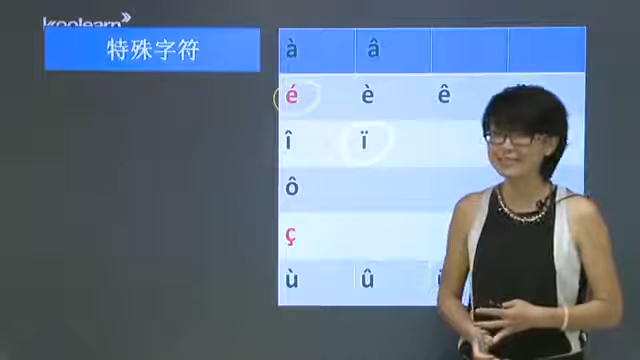 koolearn
特殊字符
à â
é è ê
î ï
ô
ç
ù û